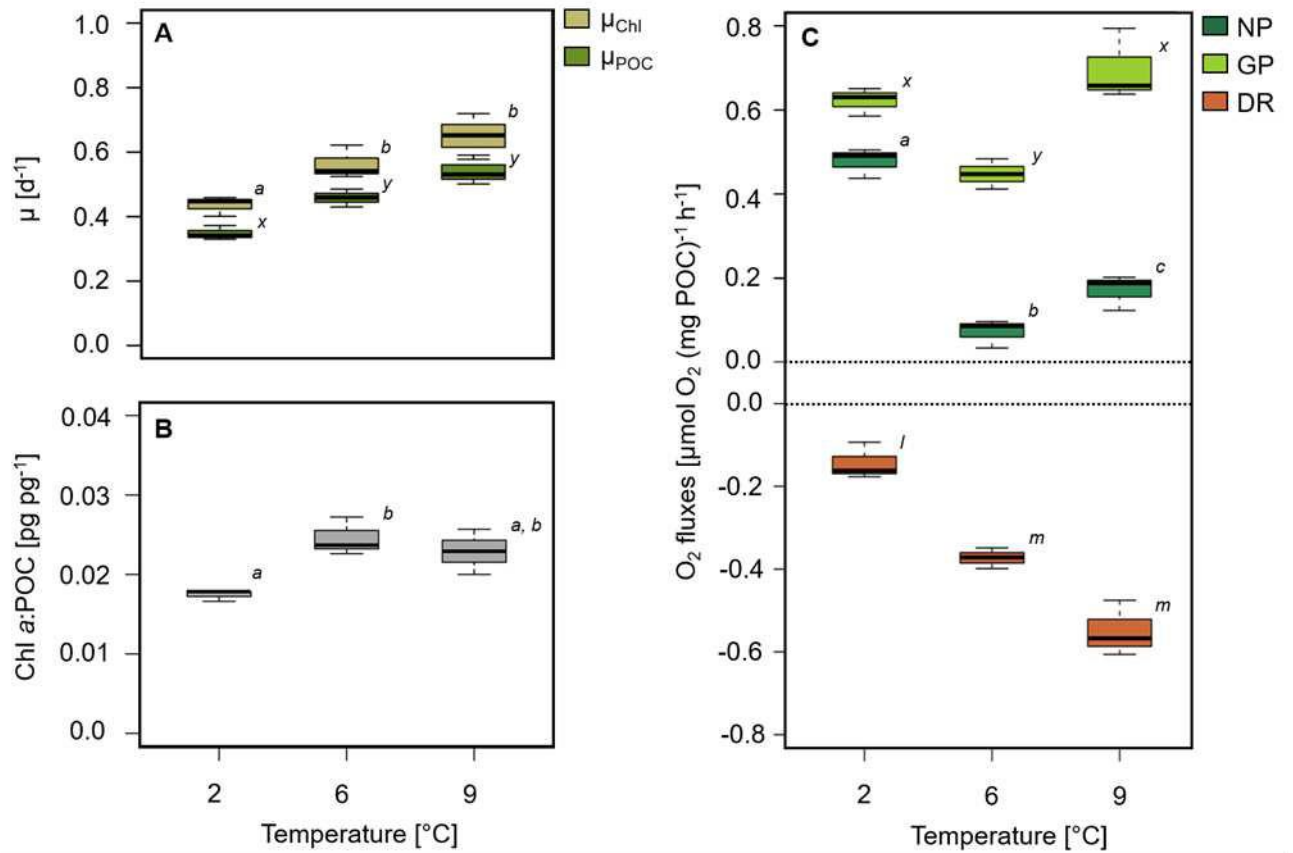 A
μChl
μPOC
1.0
0.8
0.6
0.4
0.2
0.0
μ [d-1]
a
x
b
y
b
y
B
0.04
0.03
0.02
0.01
0.0
Chl a:POC [pg pg-1]
a
b
a, b
2 6 9
Temperature [°C]
C
NP
GP
DR
0.8
0.6
0.4
0.2
0.0
0.0
-0.2
-0.4
-0.6
-0.8
O2 fluxes [μmol O2 (mg POC)-1 h-1]
x
a
y
b
x
c
l
m
m
2 6 9
Temperature [°C]